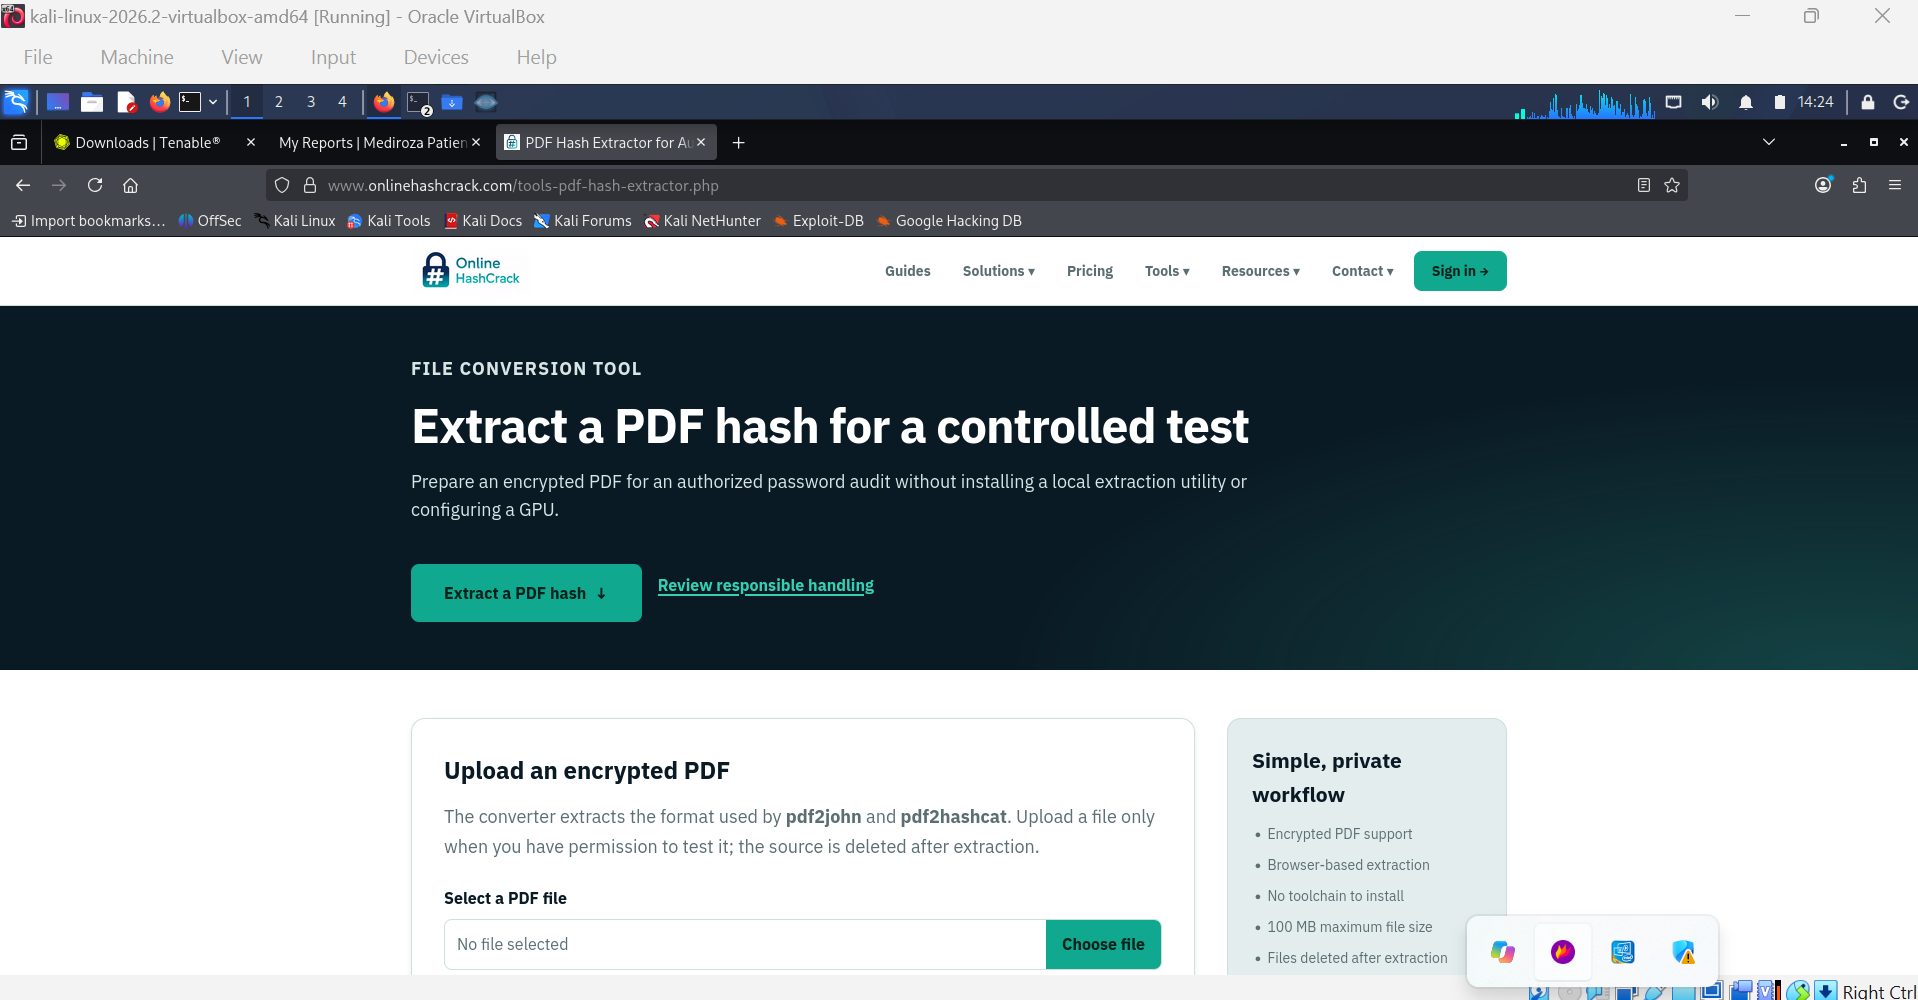 kali-linux-2026.2-virtualbox-amd64 [Running] - Oracle VirtualBox
File Machine View Input Devices Help
1 2 3 4 2 14:24
Downloads | Tenable® My Reports | Mediroza Patien PDF Hash Extractor for Au
www.onlinehashcrack.com/tools-pdf-hash-extractor.php
Import bookmarks... OffSec Kali Linux Kali Tools Kali Docs Kali Forums Kali NetHunter Exploit-DB Google Hacking DB
Online
HashCrack
Guides Solutions ▾ Pricing Tools ▾ Resources ▾ Contact ▾ Sign in →
FILE CONVERSION TOOL
Extract a PDF hash for a controlled test
Prepare an encrypted PDF for an authorized password audit without installing a local extraction utility or
configuring a GPU.
Extract a PDF hash ↓ Review responsible handling
Upload an encrypted PDF
The converter extracts the format used by pdf2john and pdf2hashcat. Upload a file only
when you have permission to test it; the source is deleted after extraction.
Select a PDF file
No file selected Choose file
Simple, private
workflow
• Encrypted PDF support
• Browser-based extraction
• No toolchain to install
• 100 MB maximum file size
• Files deleted after extraction
Right Ctrl